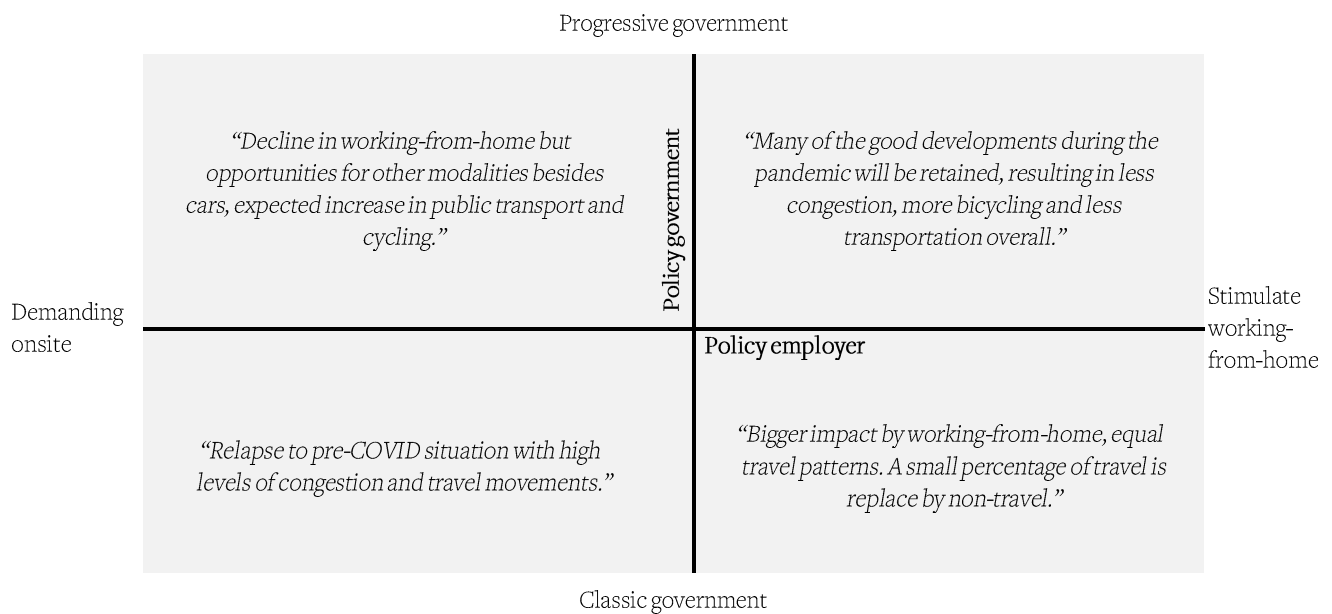 Progressive government
“Decline in working-from-home but
opportunities for other modalities besides
cars, expected increase in public transport and
cycling.”
Policy government
“Many of the good developments during the
pandemic will be retained, resulting in less
congestion, more bicycling and less
transportation overall.”
Demanding
onsite
Stimulate
working-
from-home
Policy employer
“Relapse to pre-COVID situation with high
levels of congestion and travel movements.”
“Bigger impact by working-from-home, equal
travel patterns. A small percentage of travel is
replace by non-travel.”
Classic government